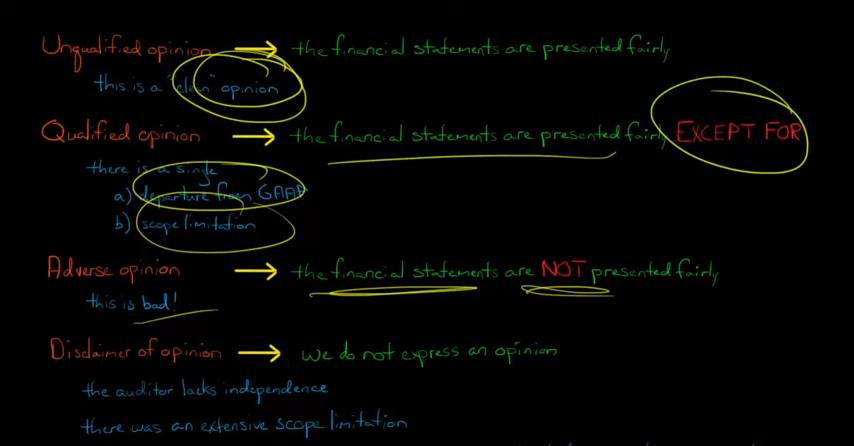 Unqualified opinion → the financial statements are presented fairly
this is a "clean" opinion
Qualified opinion → the financial statements are presented fairly EXCEPT FOR
there is a single
a) departure from GAAP
b) scope limitation
Adverse opinion → the financial statements are NOT presented fairly
this is bad!
Disclaimer of opinion → we do not express an opinion
the auditor lacks independence
there was an extensive scope limitation